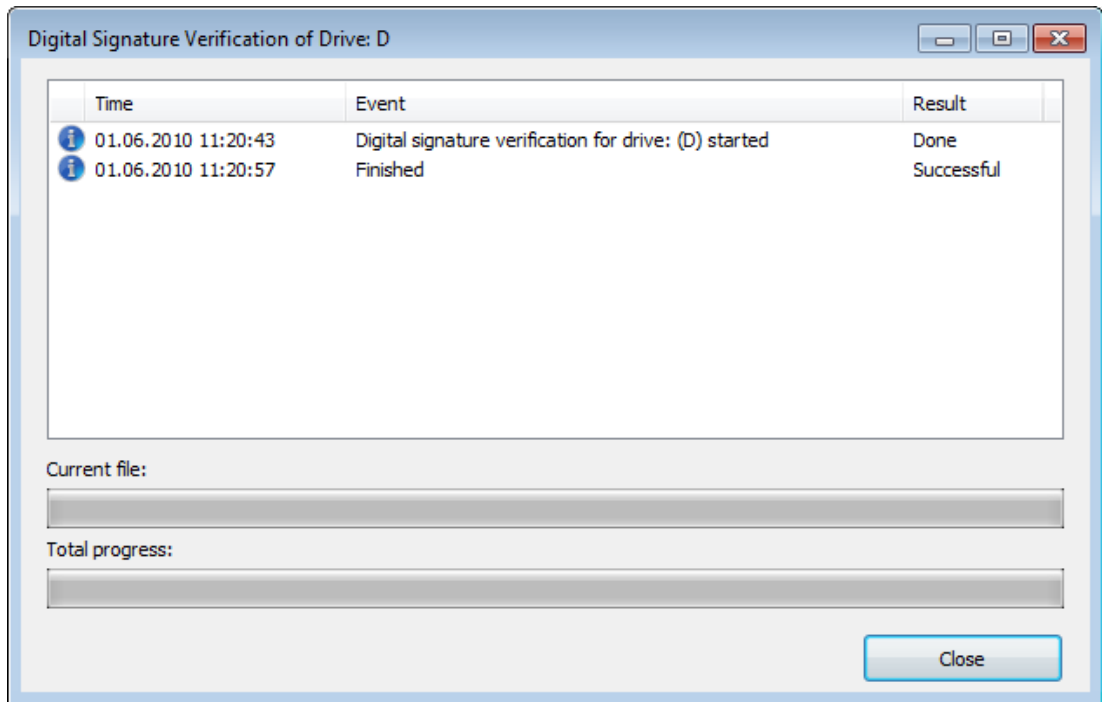 Digital Signature Verification of Drive: D
Time Event Result
01.06.2010 11:20:43 Digital signature verification for drive: (D) started Done
01.06.2010 11:20:57 Finished Successful
Current file:
Total progress:
Close